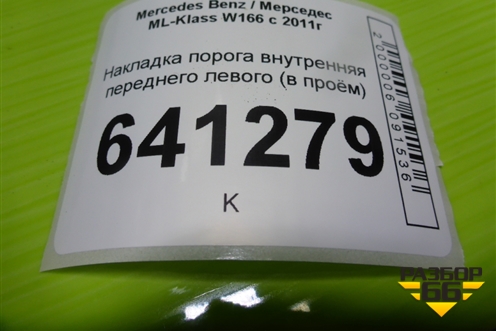 Mercedes Benz / Мерседес
ML-Klass W166 с 2011г
Накладка порога внутренняя
переднего левого (в проём)
641279
К
2000006091536
РАЗБОР
66